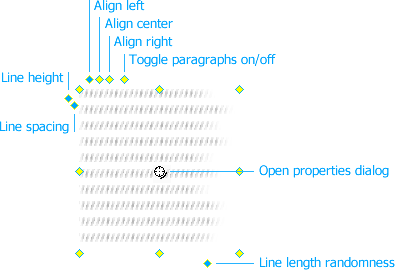 Align left
Align center
Align right
Toggle paragraphs on/off
Line height
Line spacing
Open properties dialog
Line length randomness